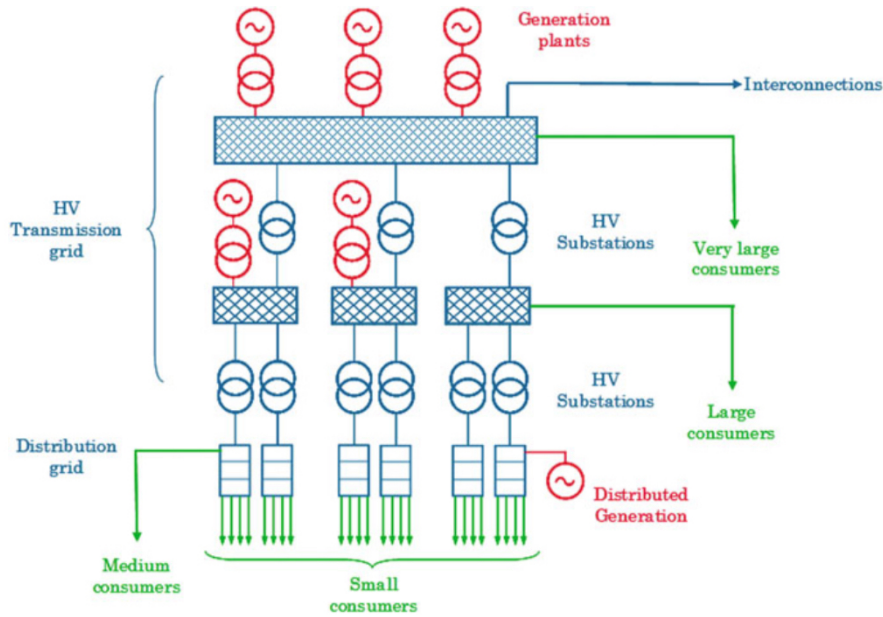 Generation
plants
Interconnections
HV
Transmission
grid
HV
Substations
Very large
consumers
HV
Substations
Large
consumers
Distribution
grid
Distributed
Generation
Medium
consumers
Small
consumers